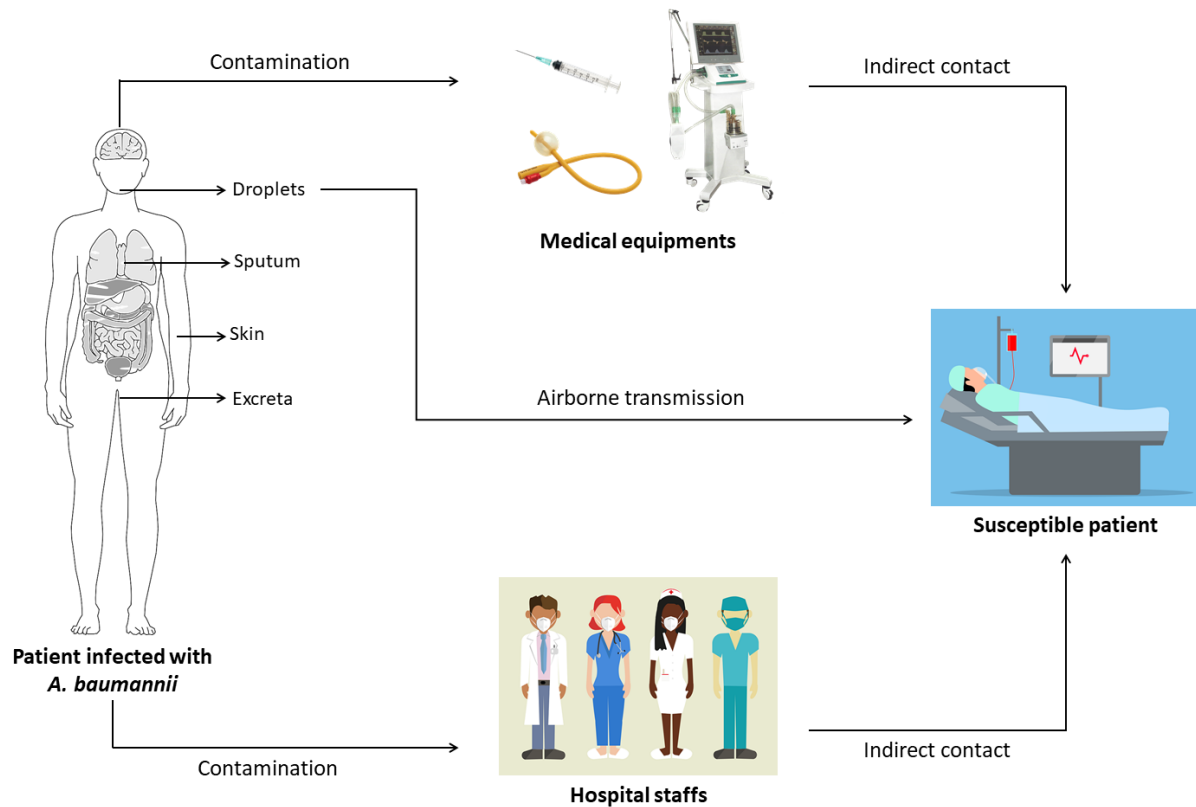 Contamination
Indirect contact
Droplets
Medical equipments
Sputum
Skin
Excreta
Airborne transmission
Susceptible patient
Patient infected with
A. baumannii
Contamination
Indirect contact
Hospital staffs